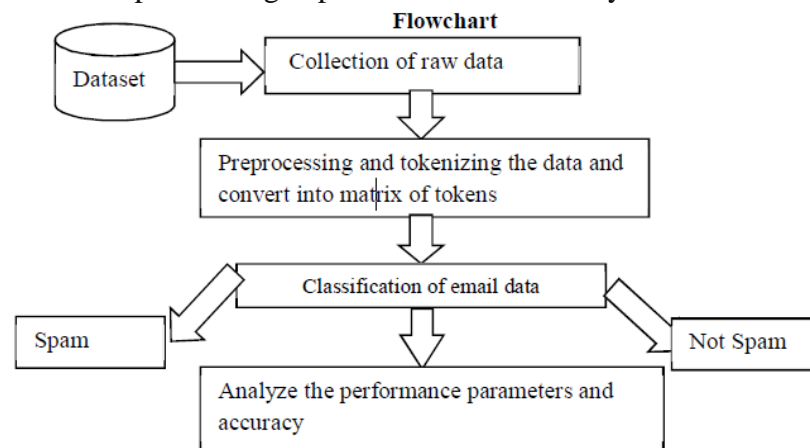 Flowchart
Dataset
Collection of raw data
Preprocessing and tokenizing the data and
convert into matrix of tokens
Classification of email data
Spam
Not Spam
Analyze the performance parameters and
accuracy